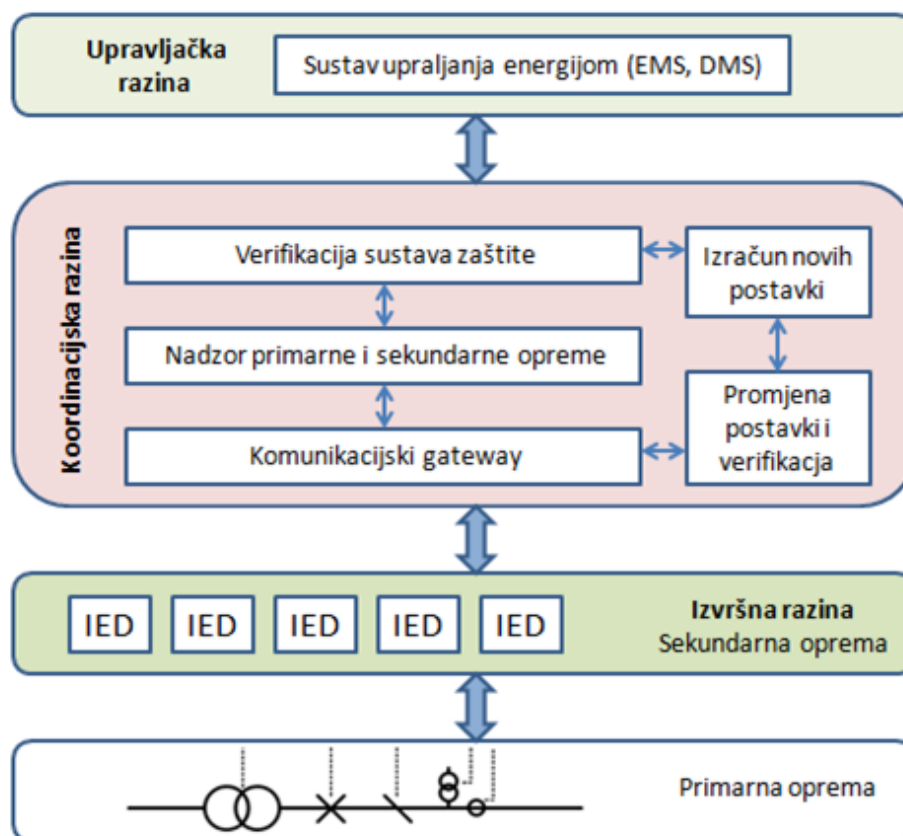 Upravljačka
razina
Sustav upraljanja energijom (EMS, DMS)
Koordinacijska razina
Verifikacija sustava zaštite
Izračun novih
postavki
Nadzor primarne i sekundarne opreme
Promjena
postavki i
verifikacja
Komunikacijski gateway
IED IED IED IED IED
Izvršna razina
Sekundarna oprema
Primarna oprema